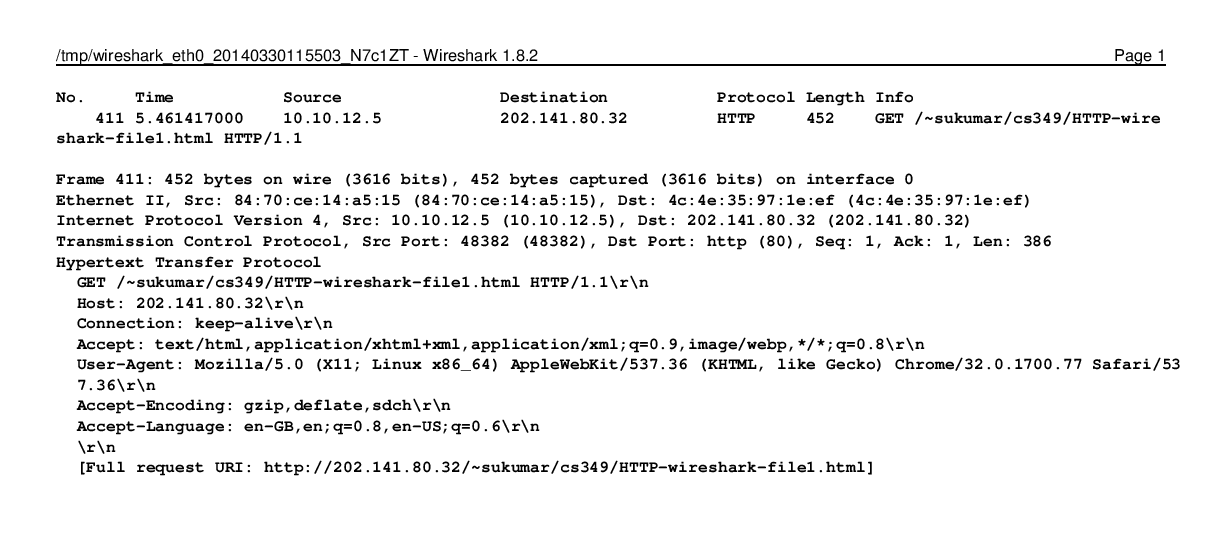 /tmp/wireshark_eth0_20140330115503_N7c1ZT - Wireshark 1.8.2 Page 1
No. Time Source Destination Protocol Length Info
411 5.461417000 10.10.12.5 202.141.80.32 HTTP 452 GET /~sukumar/cs349/HTTP-wire
shark-file1.html HTTP/1.1
Frame 411: 452 bytes on wire (3616 bits), 452 bytes captured (3616 bits) on interface 0
Ethernet II, Src: 84:70:ce:14:a5:15 (84:70:ce:14:a5:15), Dst: 4c:4e:35:97:1e:ef (4c:4e:35:97:1e:ef)
Internet Protocol Version 4, Src: 10.10.12.5 (10.10.12.5), Dst: 202.141.80.32 (202.141.80.32)
Transmission Control Protocol, Src Port: 48382 (48382), Dst Port: http (80), Seq: 1, Ack: 1, Len: 386
Hypertext Transfer Protocol
GET /~sukumar/cs349/HTTP-wireshark-file1.html HTTP/1.1\r\n
Host: 202.141.80.32\r\n
Connection: keep-alive\r\n
Accept: text/html,application/xhtml+xml,application/xml;q=0.9,image/webp,*/*;q=0.8\r\n
User-Agent: Mozilla/5.0 (X11; Linux x86_64) AppleWebKit/537.36 (KHTML, like Gecko) Chrome/32.0.1700.77 Safari/53
7.36\r\n
Accept-Encoding: gzip,deflate,sdch\r\n
Accept-Language: en-GB,en;q=0.8,en-US;q=0.6\r\n
\r\n
[Full request URI: http://202.141.80.32/~sukumar/cs349/HTTP-wireshark-file1.html]